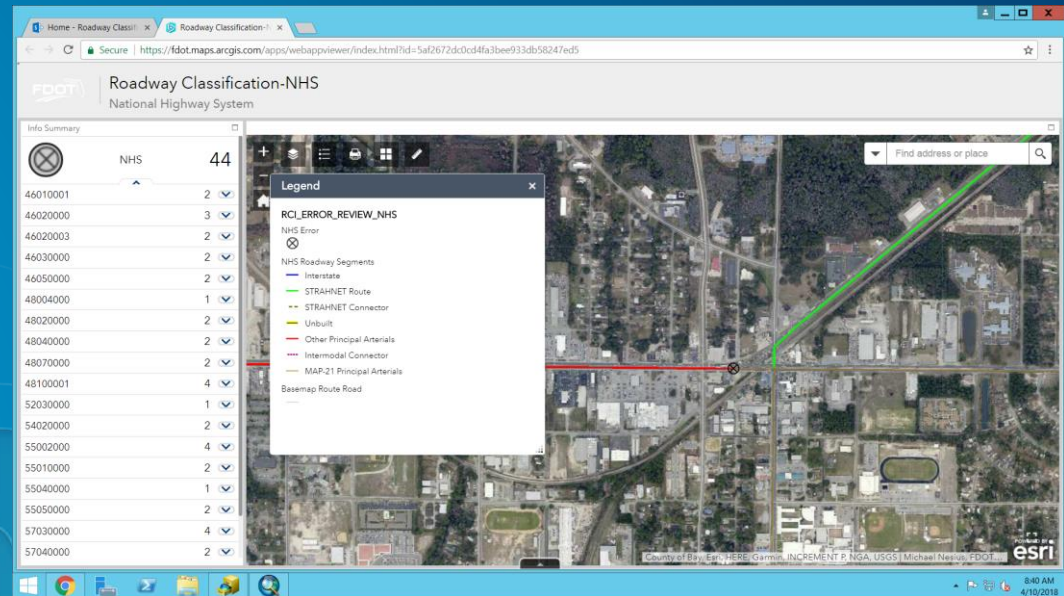 Home - Roadway Classifi
Roadway Classification-N
Secure | https://fdot.maps.arcgis.com/apps/webappviewer/index.html?id=5af2672dc0cd4fa3bee933db58247ed5
FDOT
Roadway Classification-NHS
National Highway System
Info Summary
NHS 44
46010001 2
46020000 3
46020003 2
46030000 2
46050000 2
48004000 1
48020000 2
48040000 2
48070000 2
48100001 4
52030000 1
54020000 2
55002000 4
55010000 2
55040000 1
55050000 2
57030000 4
57040000 2
Find address or place
Legend
RCI_ERROR_REVIEW_NHS
NHS Error
NHS Roadway Segments
Interstate
STRAHNET Route
STRAHNET Connector
Unbuilt
Other Principal Arterials
Intermodal Connector
MAP-21 Principal Arterials
Basemap Route Road
County of Bay, Esri, HERE, Garmin, INCREMENT P, NGA, USGS | Michael Nesius, FDOT...
POWERED BY
esri
8:40 AM
4/10/2018